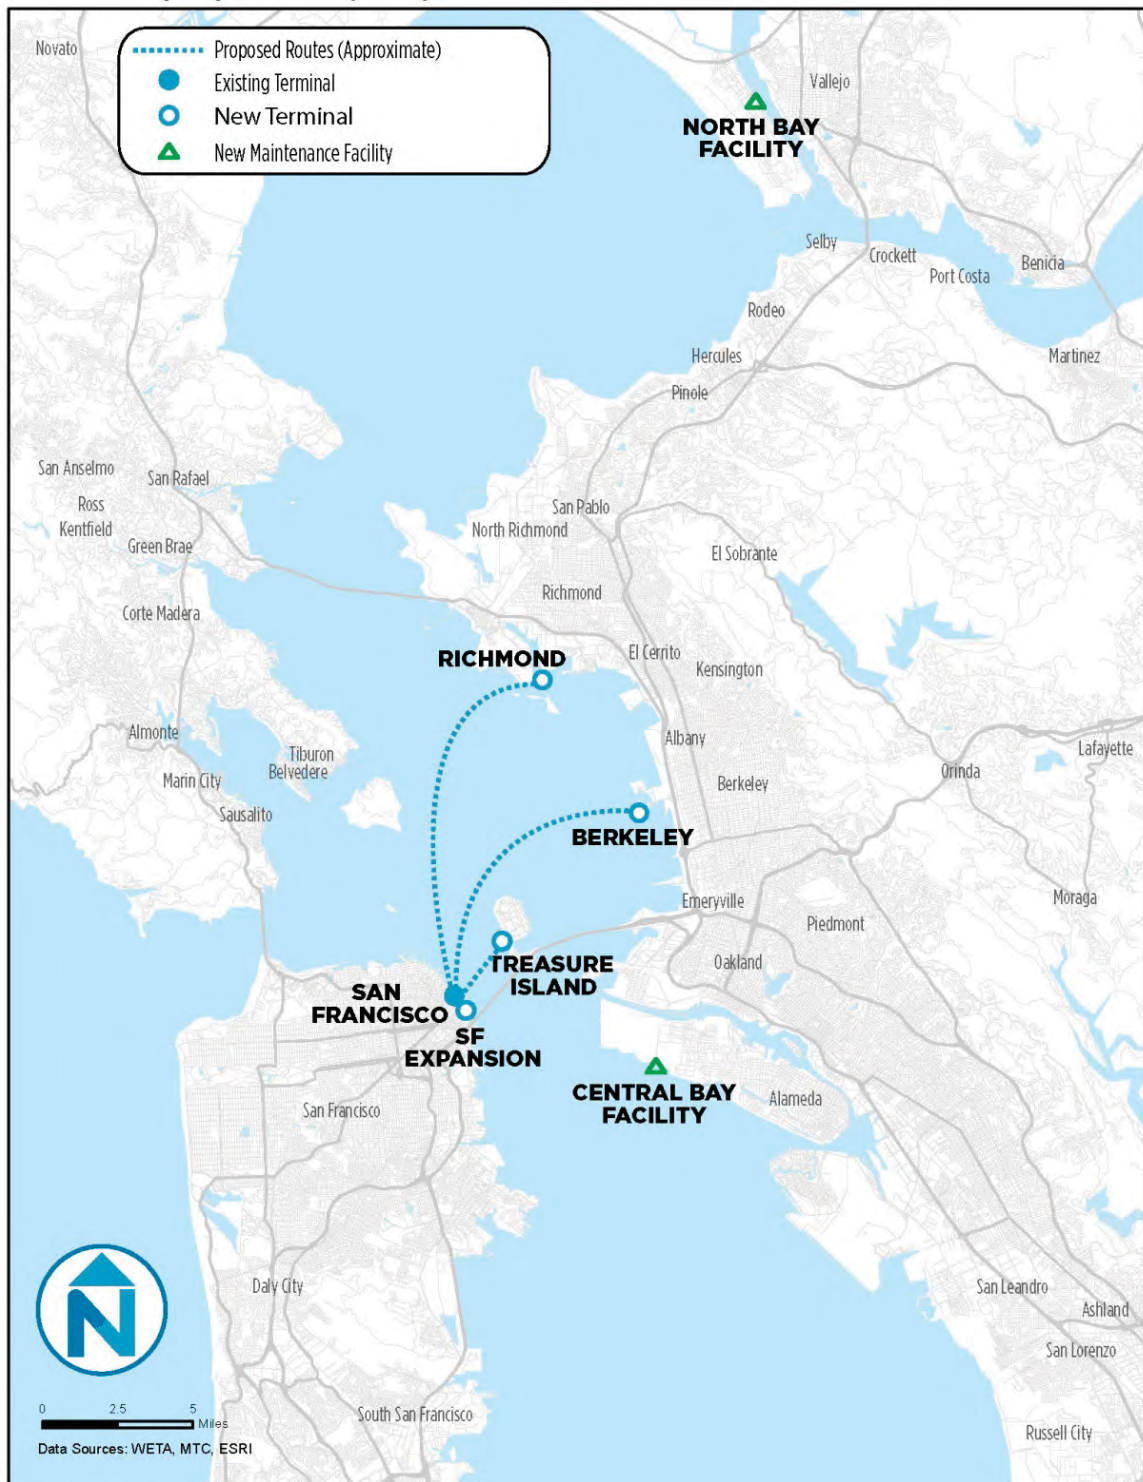 Proposed Routes (Approximate)
Existing Terminal
New Terminal
New Maintenance Facility
Novato
Vallejo
NORTH BAY
FACILITY
Selby
Crockett
Port Costa
Benicia
Rodeo
Hercules
Martinez
Pinole
San Anselmo
San Rafael
Ross
Kentfield
Green Brae
San Pablo
North Richmond
El Sobrante
Richmond
Corte Madera
El Cerrito
Kensington
RICHMOND
Almonte
Tiburon
Belvedere
Marin City
Sausalito
Albany
Berkeley
Orinda
Lafayette
BERKELEY
Emeryville
Piedmont
Moraga
Oakland
TREASURE
ISLAND
SAN
FRANCISCO
SF
EXPANSION
CENTRAL BAY
FACILITY
Alameda
San Francisco
Daly City
San Leandro
Ashland
San Lorenzo
Russell City
South San Francisco
N
0 2.5 5
Miles
Data Sources: WETA, MTC, ESRI